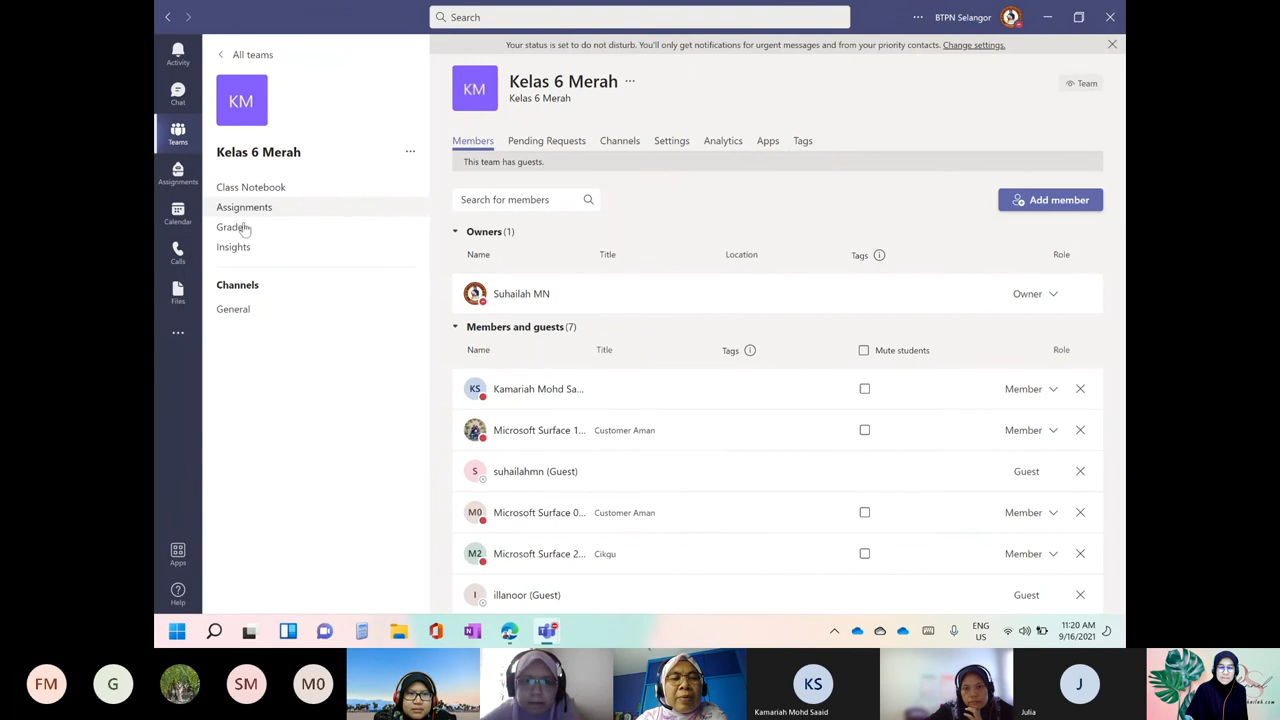 Search
BTPN Selangor
Activity
Chat
Teams
Assignments
Calendar
Calls
Files
Apps
Help
All teams
KM
Kelas 6 Merah
Class Notebook
Assignments
Grades
Insights
Channels
General
Your status is set to do not disturb. You'll only get notifications for urgent messages and from your priority contacts. Change settings.
KM
Kelas 6 Merah
Kelas 6 Merah
Team
Members Pending Requests Channels Settings Analytics Apps Tags
This team has guests.
Search for members
Add member
Owners (1)
Name Title Location Tags Role
Suhailah MN Owner
Members and guests (7)
Name Title Tags Mute students Role
KS Kamariah Mohd Sa... Member
Microsoft Surface 1... Customer Aman Member
S suhailahmn (Guest) Guest
M0 Microsoft Surface 0... Customer Aman Member
M2 Microsoft Surface 2... Cikgu Member
I illanoor (Guest) Guest
ENG
US
11:20 AM
9/16/2021
FM
G
SM
M0
KS
Kamariah Mohd Saaid
J
Julia